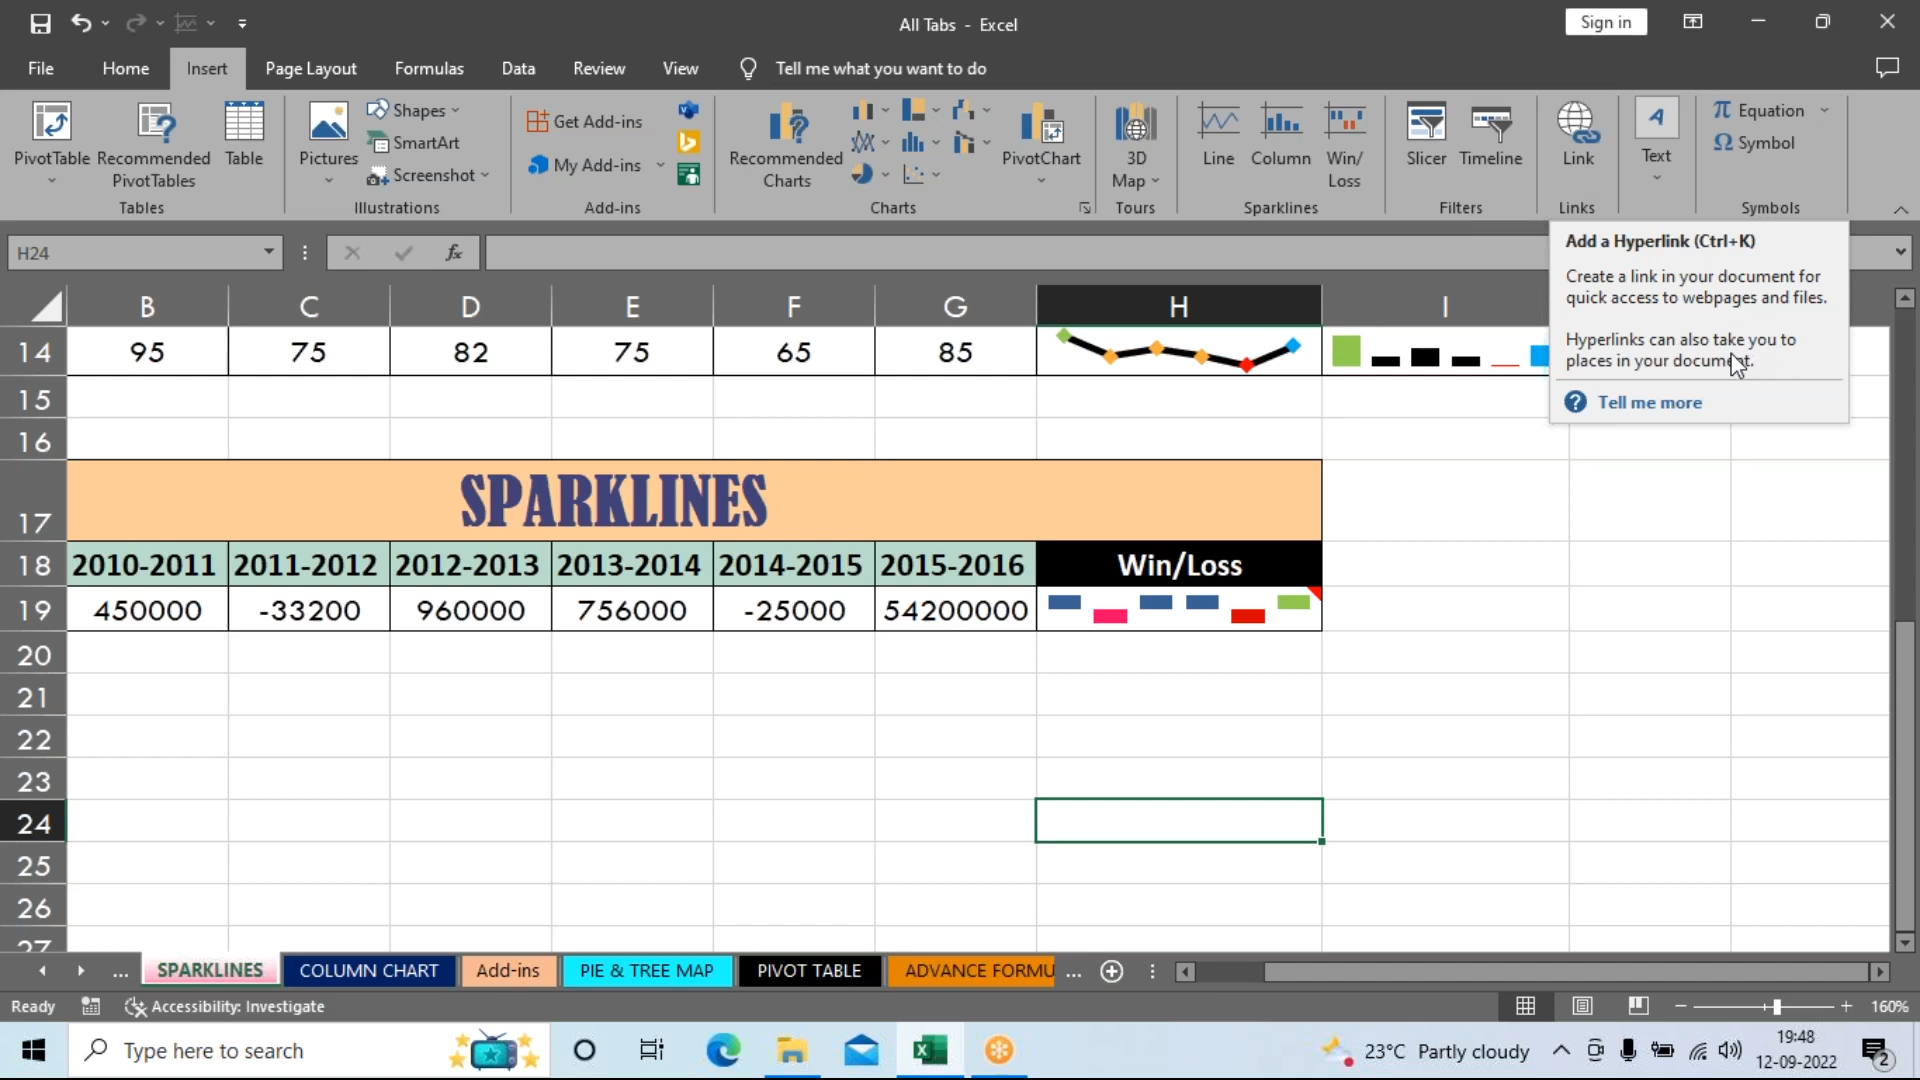 All Tabs - Excel
Sign in
File Home Insert Page Layout Formulas Data Review View Tell me what you want to do
PivotTable
Recommended PivotTables
Table
Tables
Pictures
Shapes
SmartArt
Screenshot
Illustrations
Get Add-ins
My Add-ins
Add-ins
Recommended Charts
PivotChart
Charts
3D Map
Tours
Line
Column
Win/Loss
Sparklines
Slicer
Timeline
Filters
Link
Links
A
Text
π Equation
Ω Symbol
Symbols
H24
fx
Add a Hyperlink (Ctrl+K)
Create a link in your document for
quick access to webpages and files.
Hyperlinks can also take you to
places in your document.
? Tell me more
B C D E F G H I
14 95 75 82 75 65 85
15
16
17 SPARKLINES
18 2010-2011 2011-2012 2012-2013 2013-2014 2014-2015 2015-2016 Win/Loss
19 450000 -33200 960000 756000 -25000 54200000
20
21
22
23
24
25
26
27
... SPARKLINES COLUMN CHART Add-ins PIE & TREE MAP PIVOT TABLE ADVANCE FORMU ...
Ready Accessibility: Investigate 160%
Type here to search
23°C Partly cloudy
19:48
12-09-2022
2